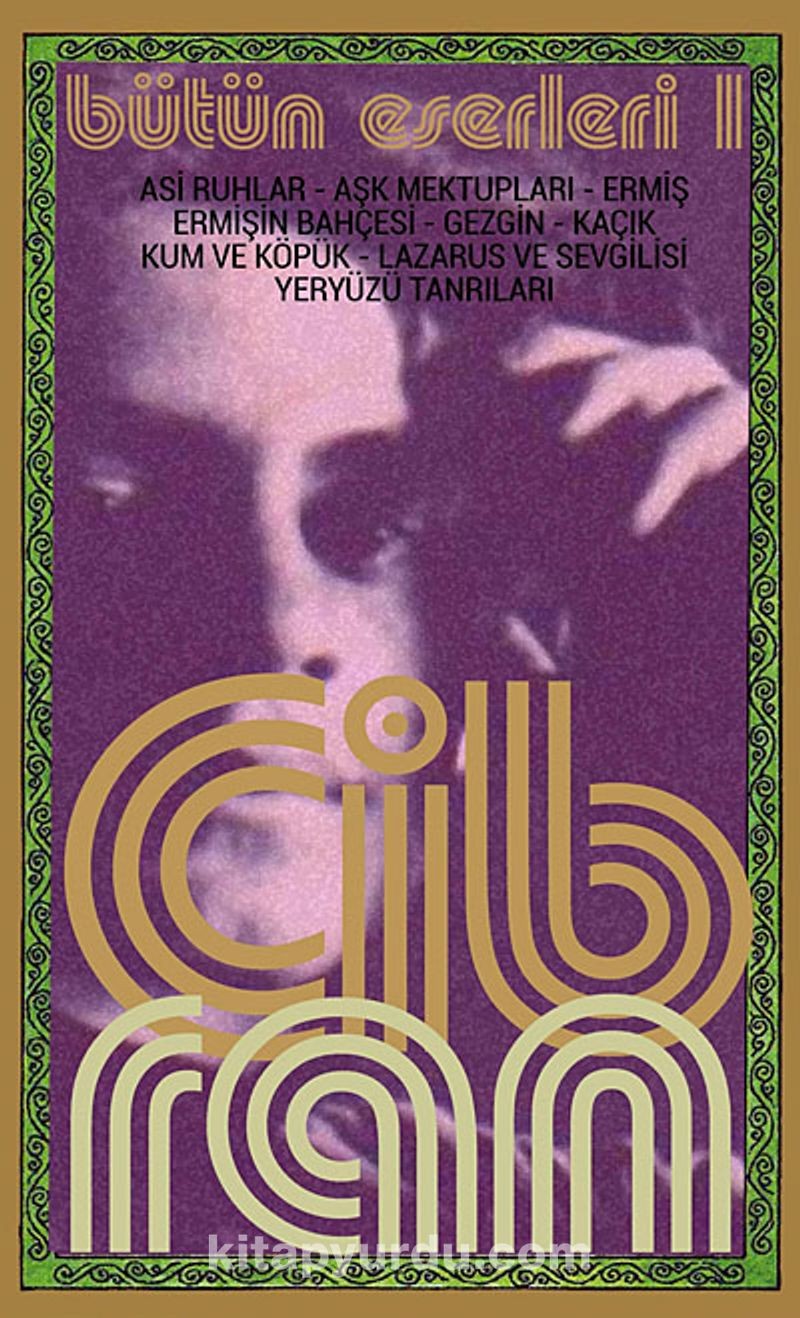 bütün eserleri II
ASİ RUHLAR - AŞK MEKTUPLARI - ERMİŞ
ERMİŞİN BAHÇESİ - GEZGİN - KAÇIK
KUM VE KÖPÜK - LAZARUS VE SEVGİLİSİ
YERYÜZÜ TANRILARI
cib
ran
kitapyurdu.com